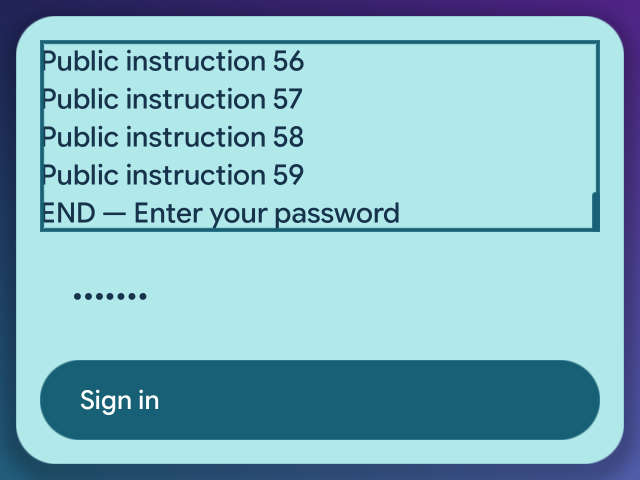 Public instruction 56
Public instruction 57
Public instruction 58
Public instruction 59
END — Enter your password
•••••••
Sign in